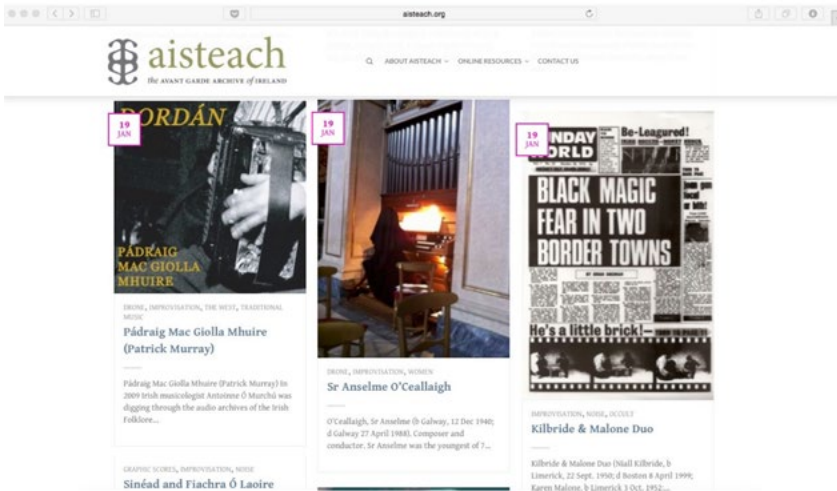 aisteach.org
aisteach
the AVANT GARDE ARCHIVE of IRELAND
ABOUT AISTEACH
ONLINE RESOURCES
CONTACT US
19
JAN
DORDÁN
PÁDRAIG
MAC GIOLLA
MHUIRE
DRONE, IMPROVISATION, THE WEST, TRADITIONAL
MUSIC
Pádraig Mac Giolla Mhuire
(Patrick Murray)
Pádraig Mac Giolla Mhuire (Patrick Murray) In
2009 Irish musicologist Antoinne Ó Murchú was
digging through the audio archives of the Irish
Folklore...
GRAPHIC SCORES, IMPROVISATION, NOISE
Sinéad and Fiachra Ó Laoire
19
JAN
DRONE, IMPROVISATION, WOMEN
Sr Anselme O'Ceallaigh
O'Ceallaigh, Sr Anselme (b Galway, 12 Dec 1940;
d Galway 27 April 1988). Composer and
conductor. Sr Anselme was the youngest of 7...
19
JAN
NDAY
ORLD
Be-Leagured!
BLACK MAGIC
FEAR IN TWO
BORDER TOWNS
He's a little brick!—
IMPROVISATION, NOISE, OCCULT
Kilbride & Malone Duo
Kilbride & Malone Duo (Niall Kilbride, b
Limerick, 22 Sept. 1950; d Boston 8 April 1999;
Karen Malone, b Limerick 3 Oct. 1952;...